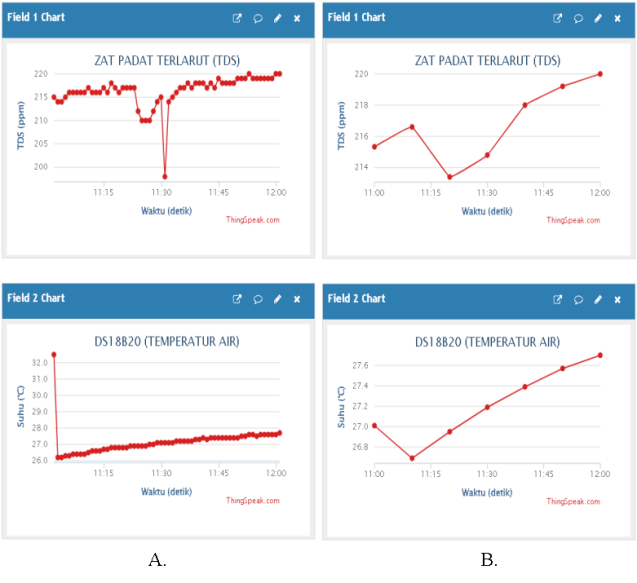 Field 1 Chart
ZAT PADAT TERLARUT (TDS)
TDS (ppm)
220
215
210
205
200
11:15 11:30 11:45 12:00
Waktu (detik)
ThingSpeak.com
Field 1 Chart
ZAT PADAT TERLARUT (TDS)
TDS (ppm)
220
218
216
214
11:00 11:15 11:30 11:45 12:00
Waktu (detik)
ThingSpeak.com
Field 2 Chart
DS18B20 (TEMPERATUR AIR)
Suhu (℃)
32.0
31.0
30.0
29.0
28.0
27.0
26.0
11:15 11:30 11:45 12:00
Waktu (detik)
ThingSpeak.com
Field 2 Chart
DS18B20 (TEMPERATUR AIR)
Suhu (℃)
27.6
27.4
27.2
27.0
26.8
11:00 11:15 11:30 11:45 12:00
Waktu (detik)
ThingSpeak.com
A. B.